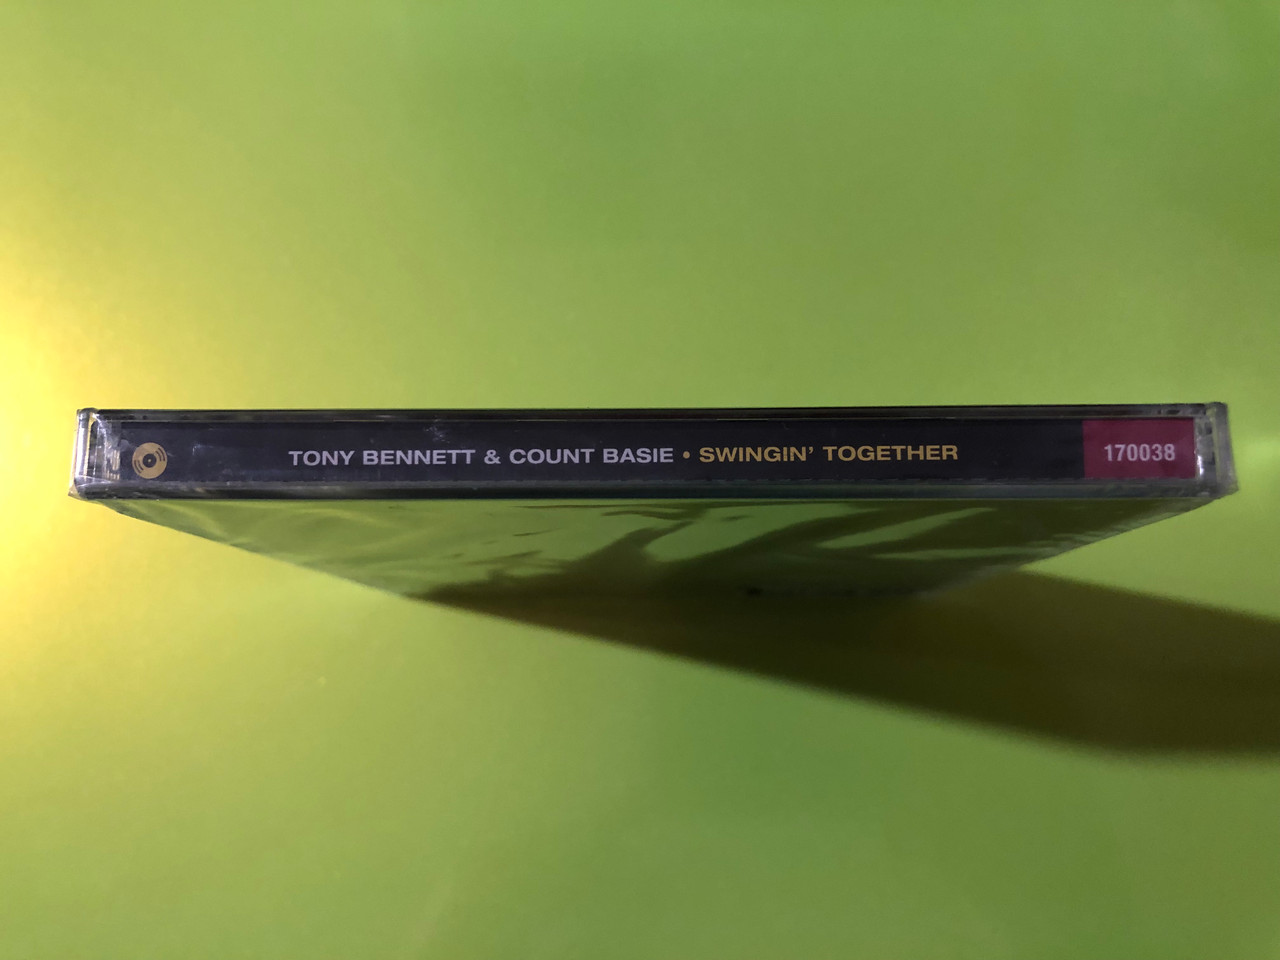 TONY BENNETT & COUNT BASIE • SWINGIN' TOGETHER 170038